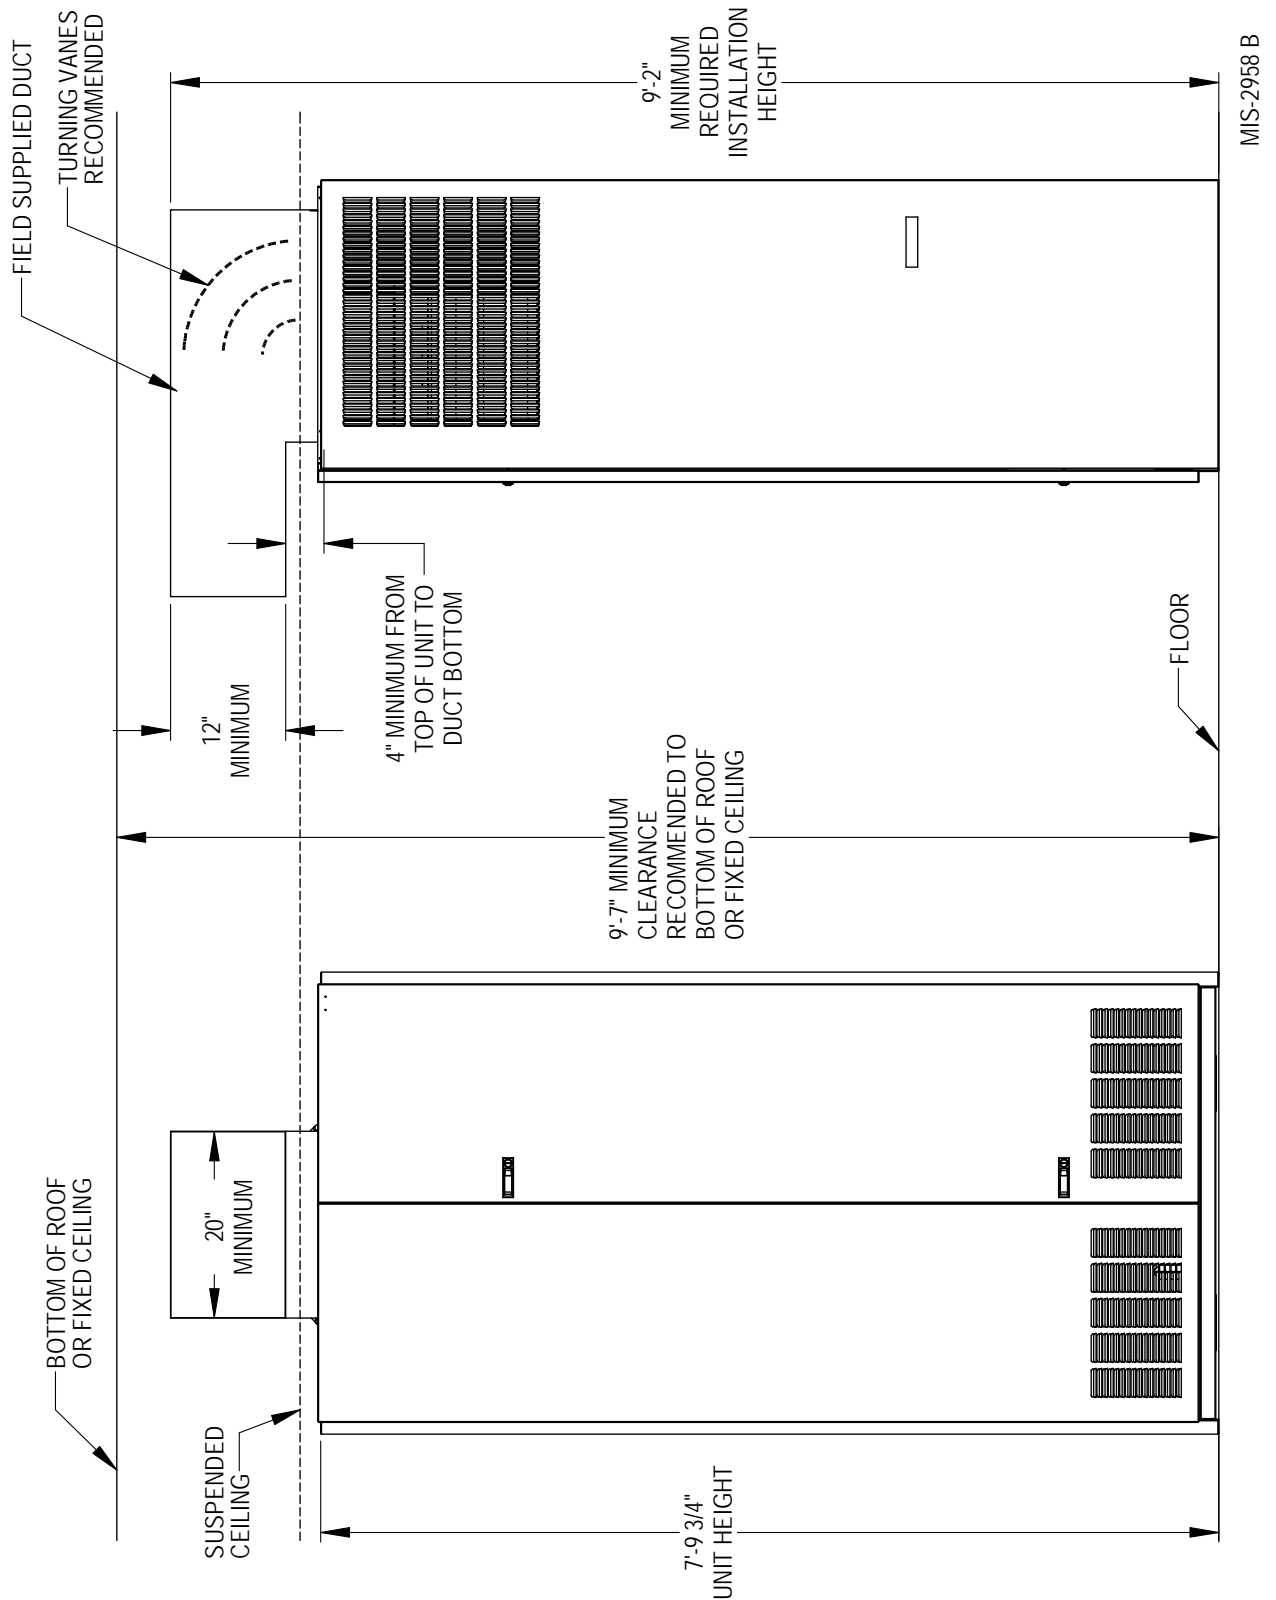 BOTTOM OF ROOF
OR FIXED CEILING
SUSPENDED
CEILING
20"
MINIMUM
7'-9 3/4"
UNIT HEIGHT
9'-7" MINIMUM
CLEARANCE
RECOMMENDED TO
BOTTOM OF ROOF
OR FIXED CEILING
12"
MINIMUM
4" MINIMUM FROM
TOP OF UNIT TO
DUCT BOTTOM
FLOOR
FIELD SUPPLIED DUCT
TURNING VANES
RECOMMENDED
9'-2"
MINIMUM
REQUIRED
INSTALLATION
HEIGHT
MIS-2958 B